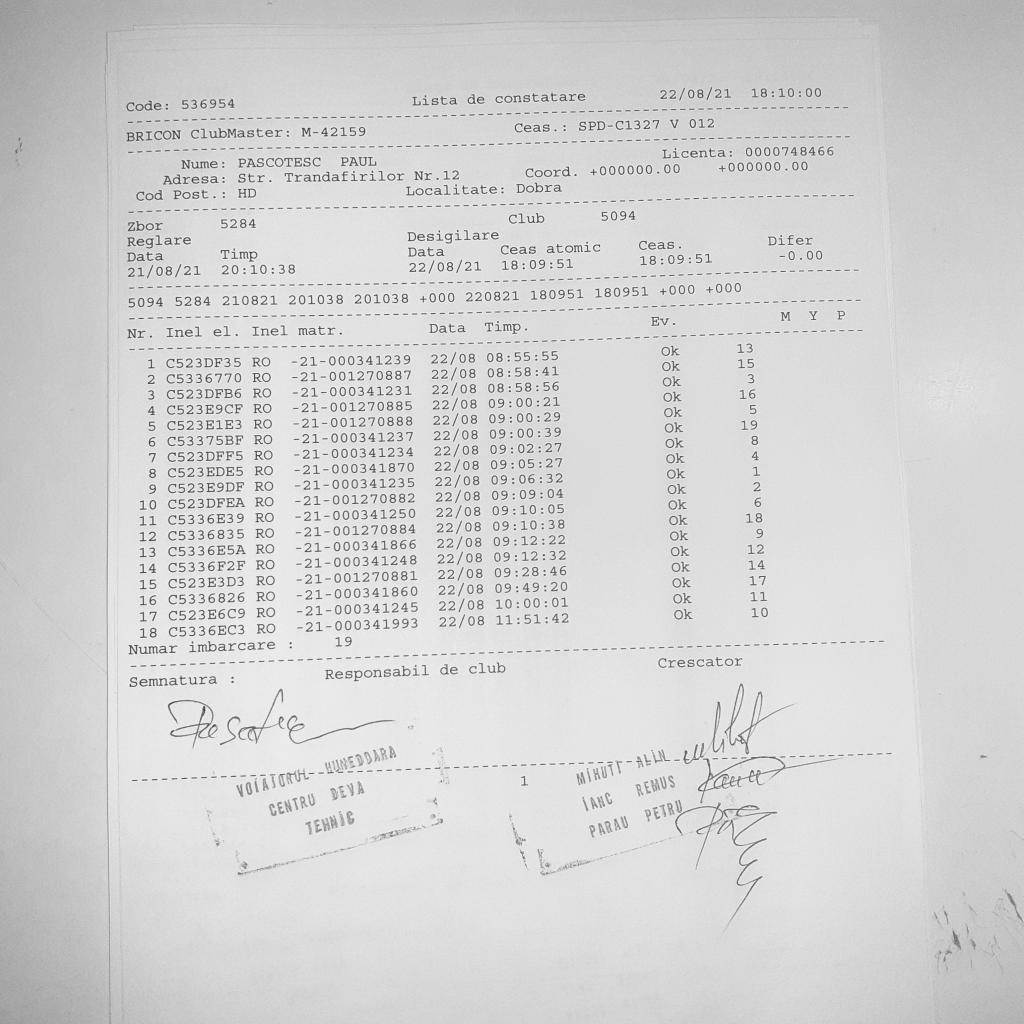 Code: 536954 Lista de constatare 22/08/21 18:10:00
BRICON ClubMaster: M-42159 Ceas.: SPD-C1327 V 012
Nume: PASCOTESC PAUL Licenta: 0000748466
Adresa: Str. Trandafirilor Nr.12 Coord. +000000.00 +000000.00
Cod Post.: HD Localitate: Dobra
Zbor 5284 Club 5094
Reglare Desigilare
Data Timp Data Ceas atomic Ceas. Difer
21/08/21 20:10:38 22/08/21 18:09:51 18:09:51 -0.00
5094 5284 210821 201038 201038 +000 220821 180951 180951 +000 +000
Nr. Inel el. Inel matr. Data Timp. Ev. M Y P
1 C523DF35 RO -21-000341239 22/08 08:55:55 Ok 13
2 C5336770 RO -21-001270887 22/08 08:58:41 Ok 15
3 C523DFB6 RO -21-000341231 22/08 08:58:56 Ok 3
4 C523E9CF RO -21-001270885 22/08 09:00:21 Ok 16
5 C523E1E3 RO -21-001270888 22/08 09:00:29 Ok 5
6 C53375BF RO -21-000341237 22/08 09:00:39 Ok 19
7 C523DFF5 RO -21-000341234 22/08 09:02:27 Ok 8
8 C523EDE5 RO -21-000341870 22/08 09:05:27 Ok 4
9 C523E9DF RO -21-000341235 22/08 09:06:32 Ok 1
10 C523DFEA RO -21-001270882 22/08 09:09:04 Ok 2
11 C5336E39 RO -21-000341250 22/08 09:10:05 Ok 6
12 C5336835 RO -21-001270884 22/08 09:10:38 Ok 18
13 C5336E5A RO -21-000341866 22/08 09:12:22 Ok 9
14 C5336F2F RO -21-000341248 22/08 09:12:32 Ok 12
15 C523E3D3 RO -21-001270881 22/08 09:28:46 Ok 14
16 C5336826 RO -21-000341860 22/08 09:49:20 Ok 17
17 C523E6C9 RO -21-000341245 22/08 10:00:01 Ok 11
18 C5336EC3 RO -21-000341993 22/08 11:51:42 Ok 10
Numar imbarcare : 19
Semnatura : Responsabil de club Crescator
VOIAJORUL HUNEDDARA
CENTRU DEVA
TEHNIC
1
MIHUTI ALIN
IANC REMUS
PARAU PETRU